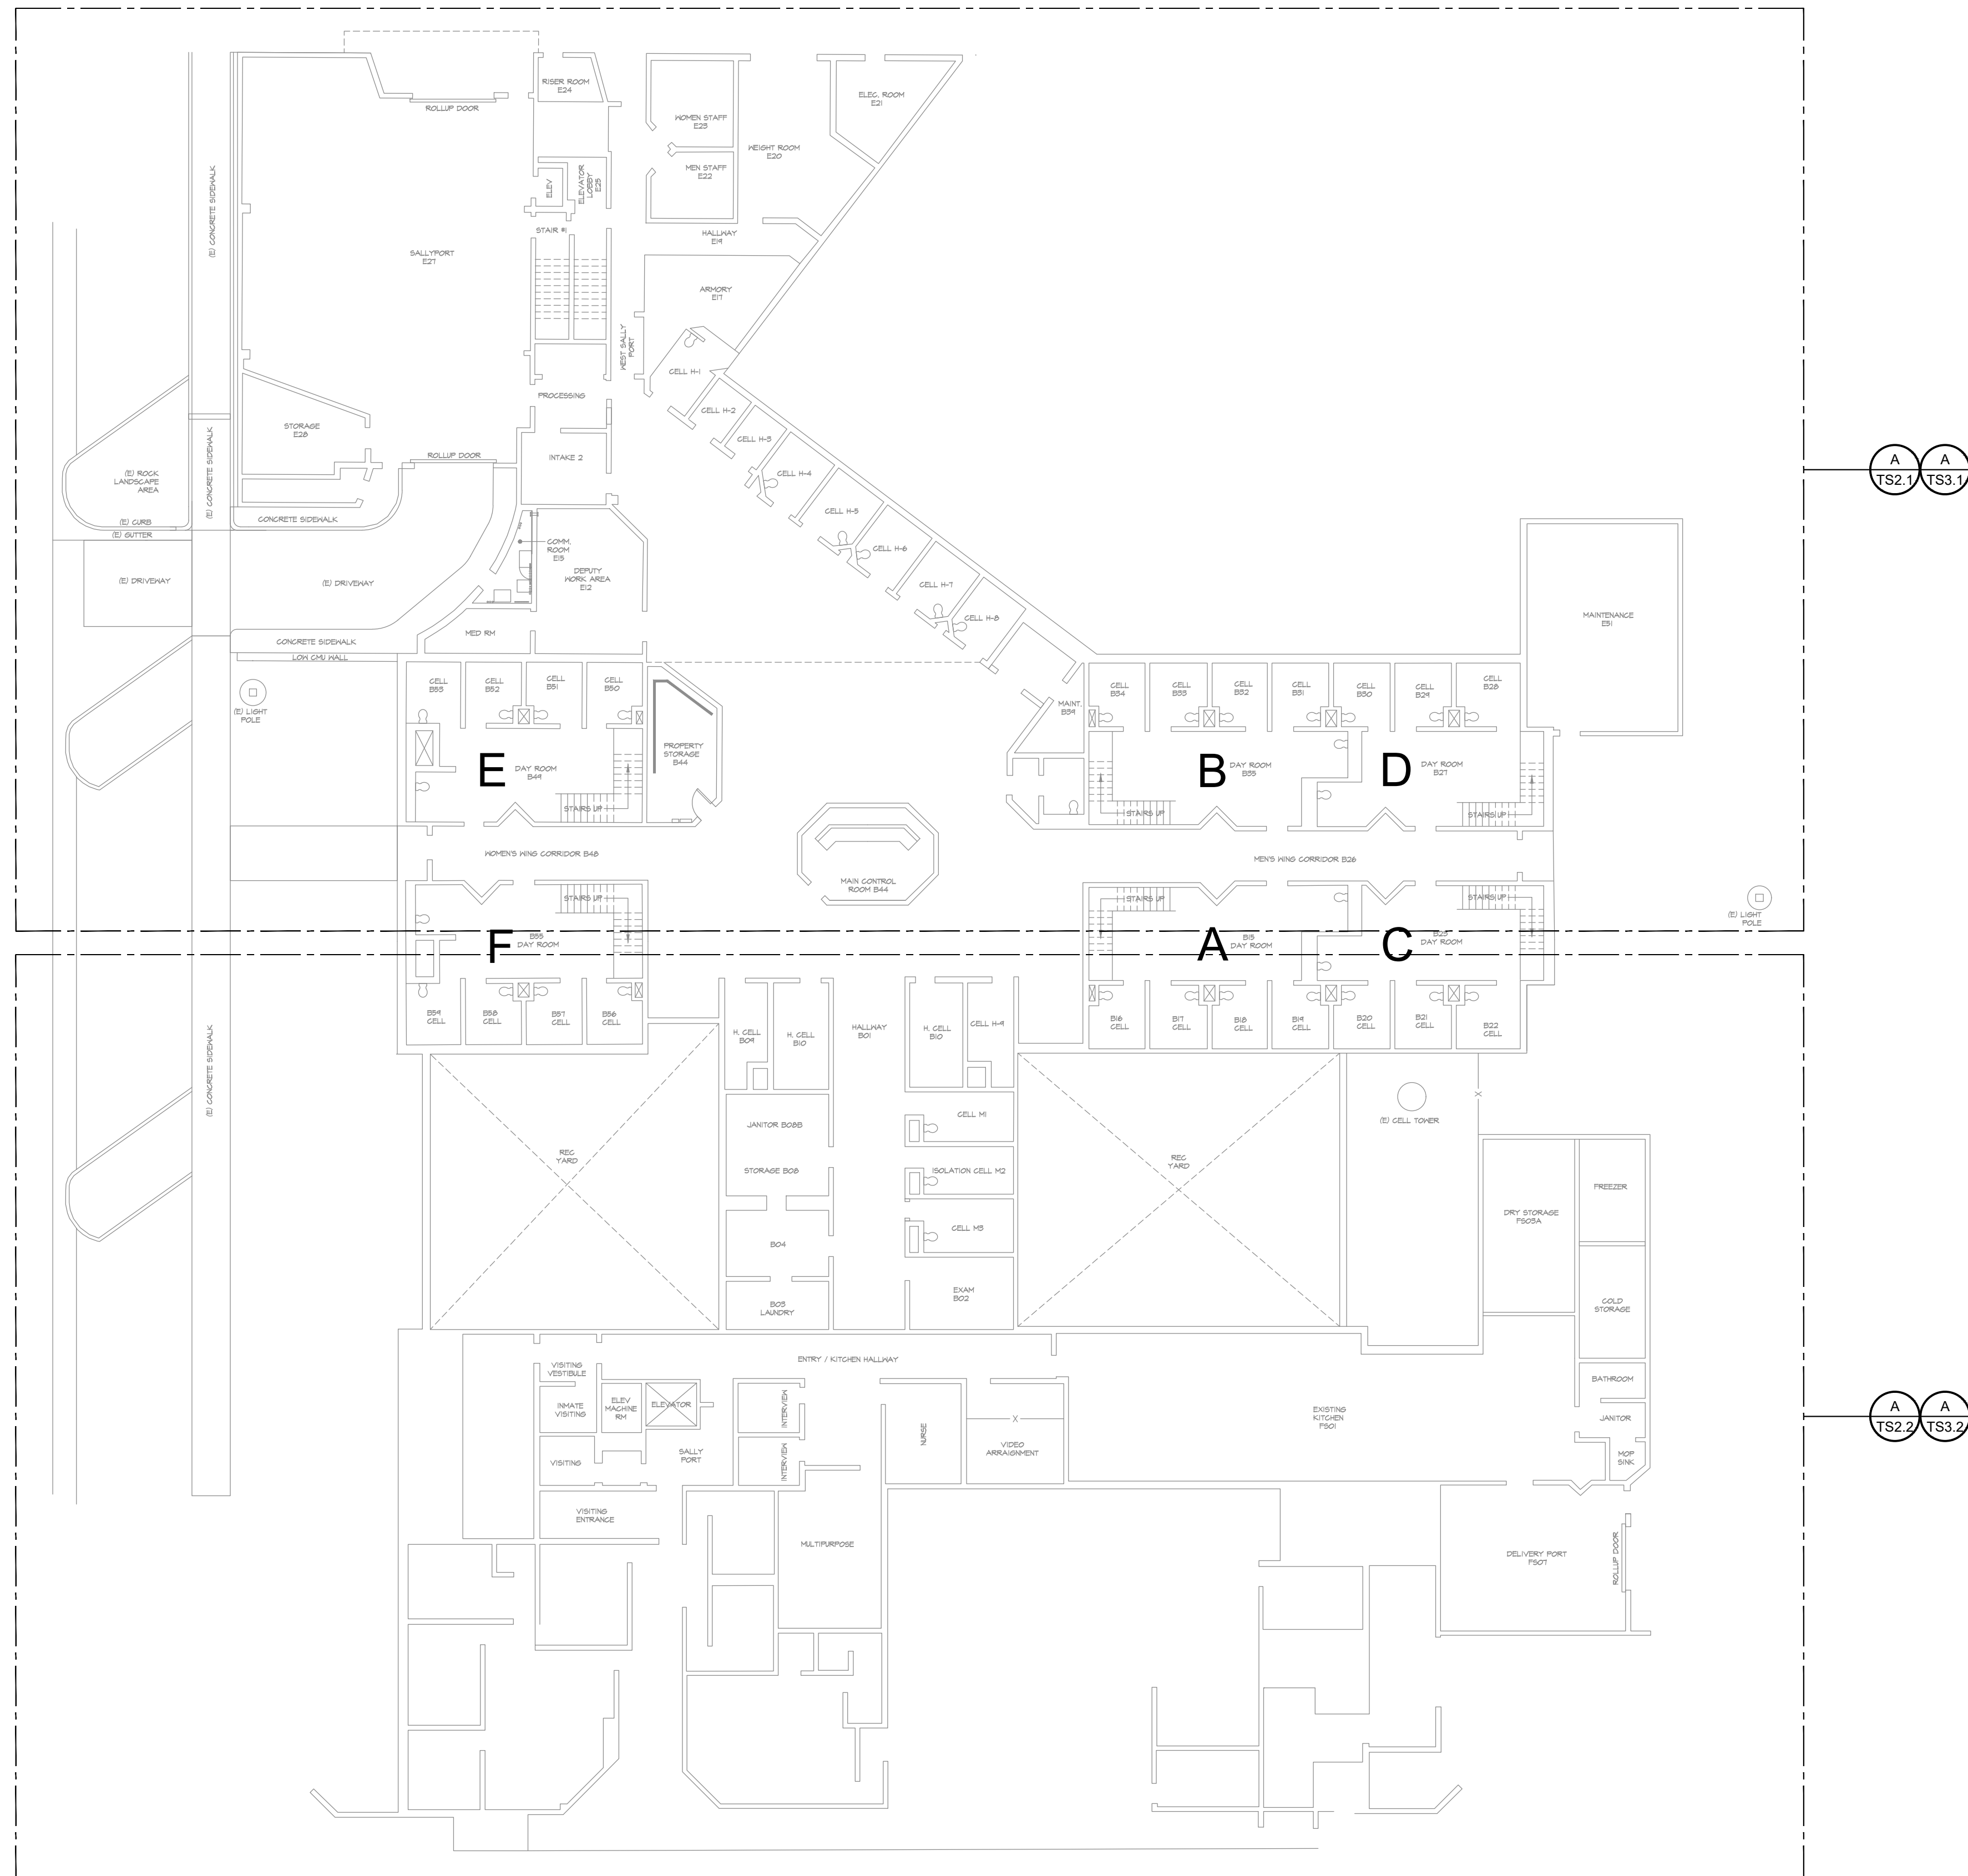 RISER ROOM
E24
ROLLUP DOOR
ELEC. ROOM
E21
WOMEN STAFF
E23
WEIGHT ROOM
E20
MEN STAFF
E22
ELEV
ELEVATOR
LOBBY
E25
(E) CONCRETE SIDEWALK
STAIR #1
HALLWAY
E19
SALLYPORT
E27
ARMORY
E17
WEST SALLY
PORT
CELL H-1
PROCESSING
CELL H-2
STORAGE
E28
CELL H-3
ROLLUP DOOR
INTAKE 2
(E) CONCRETE SIDEWALK
(E) ROCK
LANDSCAPE
AREA
CELL H-4
A
TS2.1
A
TS3.1
CELL H-5
(E) CURB
CONCRETE SIDEWALK
(E) GUTTER
COMM.
ROOM
E13
CELL H-6
(E) DRIVEWAY
(E) DRIVEWAY
DEPUTY
WORK AREA
E12
CELL H-7
CELL H-8
MAINTENANCE
E31
MED RM
CONCRETE SIDEWALK
LOW CMU WALL
CELL
B53
CELL
B52
CELL
B51
CELL
B50
CELL
B34
CELL
B33
CELL
B32
CELL
B31
CELL
B30
CELL
B29
CELL
B28
(E) LIGHT
POLE
MAINT.
B39
PROPERTY
STORAGE
B44
E
DAY ROOM
B49
B
DAY ROOM
B35
D
DAY ROOM
B27
STAIRS UP
STAIRS UP
STAIRS UP
WOMEN'S WING CORRIDOR B48
MEN'S WING CORRIDOR B26
MAIN CONTROL
ROOM B44
STAIRS UP
STAIRS UP
STAIRS UP
(E) LIGHT
POLE
F
B55
DAY ROOM
A
B15
DAY ROOM
C
B23
DAY ROOM
B59
CELL
B58
CELL
B57
CELL
B56
CELL
H. CELL
B09
H. CELL
B10
HALLWAY
B01
H. CELL
B10
CELL H-9
B16
CELL
B17
CELL
B18
CELL
B19
CELL
B20
CELL
B21
CELL
B22
CELL
(E) CONCRETE SIDEWALK
JANITOR B08B
CELL M1
(E) CELL TOWER
X
REC
YARD
STORAGE B08
ISOLATION CELL M2
REC
YARD
FREEZER
DRY STORAGE
FS03A
CELL M3
B04
EXAM
B02
B03
LAUNDRY
COLD
STORAGE
ENTRY / KITCHEN HALLWAY
VISITING
VESTIBULE
BATHROOM
INMATE
VISITING
ELEV
MACHINE
RM
ELEVATOR
INTERVIEW
EXISTING
KITCHEN
FS01
JANITOR
A
TS2.2
A
TS3.2
X
NURSE
VIDEO
ARRAIGNMENT
VISITING
SALLY
PORT
INTERVIEW
MOP
SINK
VISITING
ENTRANCE
MULTIPURPOSE
DELIVERY PORT
FS07
ROLLUP DOOR